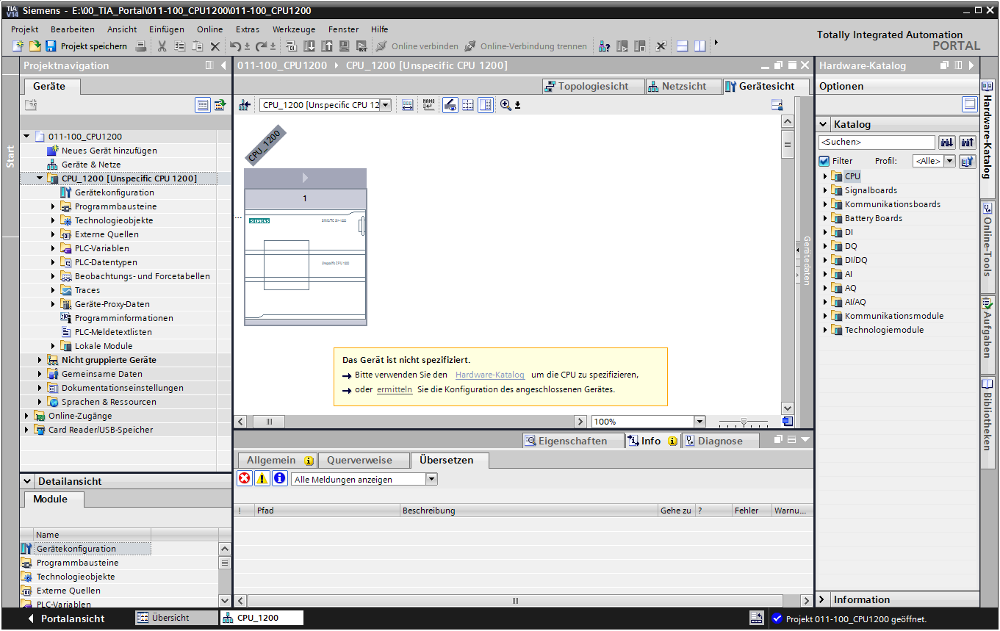 Siemens - E:\00_TIA_Portal\011-100_CPU1200\011-100_CPU1200
TIA V14
Projekt Bearbeiten Ansicht Einfügen Online Extras Werkzeuge Fenster Hilfe
Totally Integrated Automation
PORTAL
Projekt speichern
Online verbinden
Online-Verbindung trennen
Projektnavigation
Geräte
Start
011-100_CPU1200
Neues Gerät hinzufügen
Geräte & Netze
CPU_1200 [Unspecific CPU 1200]
Gerätekonfiguration
Programmbausteine
Technologieobjekte
Externe Quellen
PLC-Variablen
PLC-Datentypen
Beobachtungs- und Forcetabellen
Traces
Geräte-Proxy-Daten
Programminformationen
PLC-Meldetextlisten
Lokale Module
Nicht gruppierte Geräte
Gemeinsame Daten
Dokumentationseinstellungen
Sprachen & Ressourcen
Online-Zugänge
Card Reader/USB-Speicher
Detailansicht
Module
Name
Gerätekonfiguration
Programmbausteine
Technologieobjekte
Externe Quellen
PLC-Variablen
011-100_CPU1200 CPU_1200 [Unspecific CPU 1200]
Topologiesicht
Netzsicht
Gerätesicht
CPU_1200 [Unspecific CPU 12
CPU_1200
1
SIEMENS
Unspecific CPU 1200
Das Gerät ist nicht spezifiziert.
Bitte verwenden Sie den Hardware-Katalog um die CPU zu spezifizieren,
oder ermitteln Sie die Konfiguration des angeschlossenen Gerätes.
100%
Gerätedaten
Eigenschaften
Info
Diagnose
Allgemein
Querverweise
Übersetzen
Alle Meldungen anzeigen
! Pfad Beschreibung Gehe zu ? Fehler Warnu...
Hardware-Katalog
Optionen
Katalog
<Suchen>
Filter
Profil:
<Alle>
CPU
Signalboards
Kommunikationsboards
Battery Boards
DI
DQ
DI/DQ
AI
AQ
AI/AQ
Kommunikationsmodule
Technologiemodule
Information
Hardware-Katalog
Online-Tools
Aufgaben
Bibliotheken
Portalansicht
Übersicht
CPU_1200
Projekt 011-100_CPU1200 geöffnet.